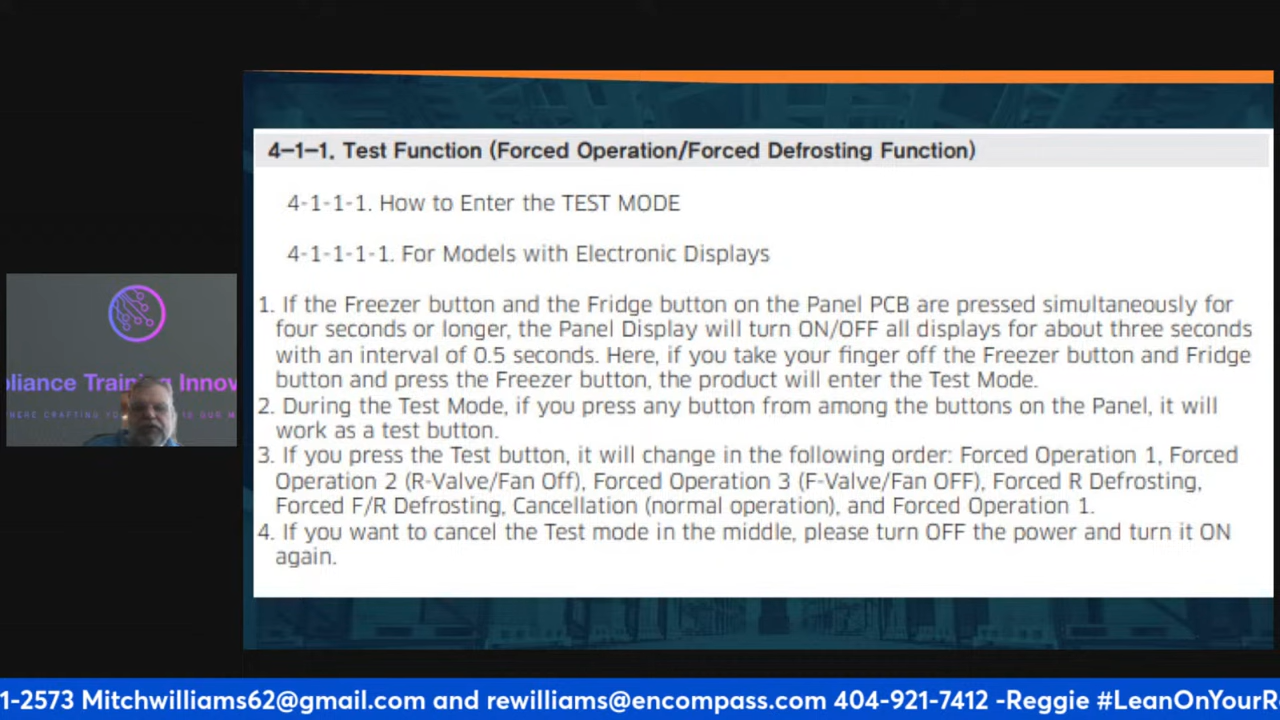 4-1-1. Test Function (Forced Operation/Forced Defrosting Function)
4-1-1-1. How to Enter the TEST MODE
4-1-1-1-1. For Models with Electronic Displays
1. If the Freezer button and the Fridge button on the Panel PCB are pressed simultaneously for
four seconds or longer, the Panel Display will turn ON/OFF all displays for about three seconds
with an interval of 0.5 seconds. Here, if you take your finger off the Freezer button and Fridge
button and press the Freezer button, the product will enter the Test Mode.
2. During the Test Mode, if you press any button from among the buttons on the Panel, it will
work as a test button.
3. If you press the Test button, it will change in the following order: Forced Operation 1, Forced
Operation 2 (R-Valve/Fan Off), Forced Operation 3 (F-Valve/Fan OFF), Forced R Defrosting,
Forced F/R Defrosting, Cancellation (normal operation), and Forced Operation 1.
4. If you want to cancel the Test mode in the middle, please turn OFF the power and turn it ON
again.
pliance Training Innov
1-2573 Mitchwilliams62@gmail.com and rewilliams@encompass.com 404-921-7412 -Reggie #LeanOnYourR